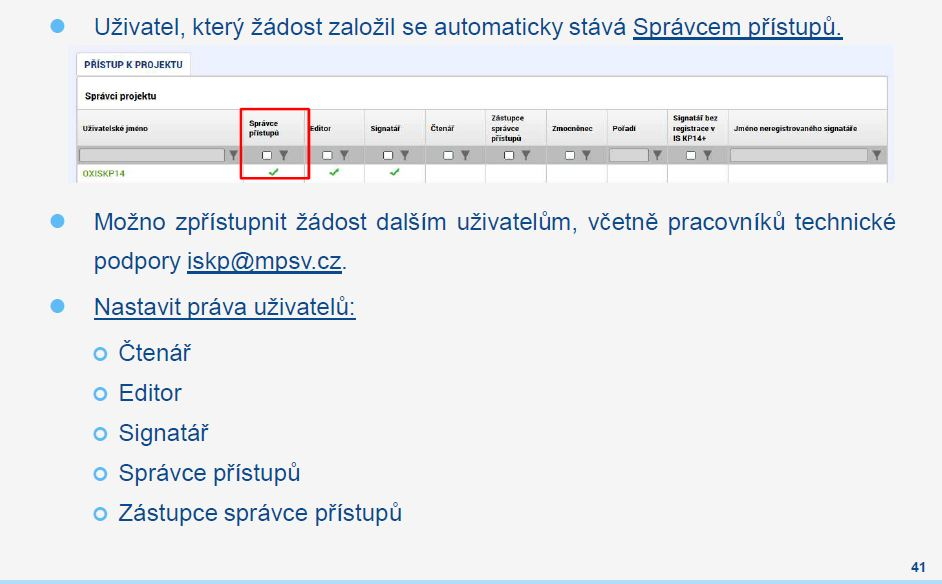 Uživatel, který žádost založil se automaticky stává Správcem přístupů.
PŘÍSTUP K PROJEKTU
Správci projektu
Uživatelské jméno
Správce přístupů
Editor
Signatář
Čtenář
Zástupce správce přístupů
Zmocněnec
Pořadí
Signatář bez registrace v IS KP14+
Jméno neregistrovaného signatáře
OXISKP14
Možno zpřístupnit žádost dalším uživatelům, včetně pracovníků technické
podpory iskp@mpsv.cz.
Nastavit práva uživatelů:
Čtenář
Editor
Signatář
Správce přístupů
Zástupce správce přístupů
41